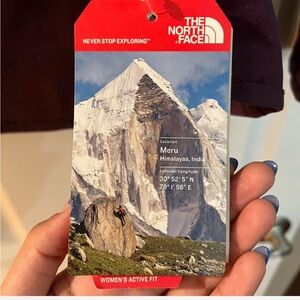 THE
NORTH
FACE
NEVER STOP EXPLORING™
Location
Meru
Himalayas, India
Latitude/Longitude
30° 52' 5" N
79° 1' 56" E
WOMEN'S ACTIVE FIT